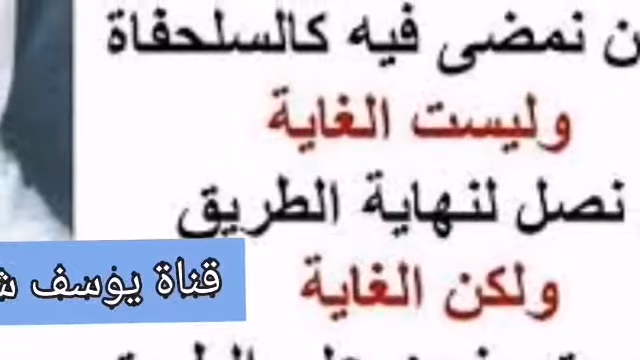 ن نمضى فيه كالسلحفاة
وليست الغاية
نصل لنهاية الطريق
قناة يوسف
ولكن الغاية